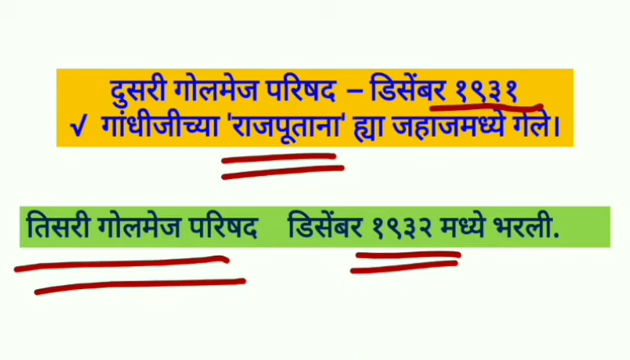 दुसरी गोलमेज परिषद – डिसेंबर १९३१
√ गांधीजीच्या 'राजपूताना' ह्या जहाजमध्ये गेले।
तिसरी गोलमेज परिषद डिसेंबर १९३२ मध्ये भरली.